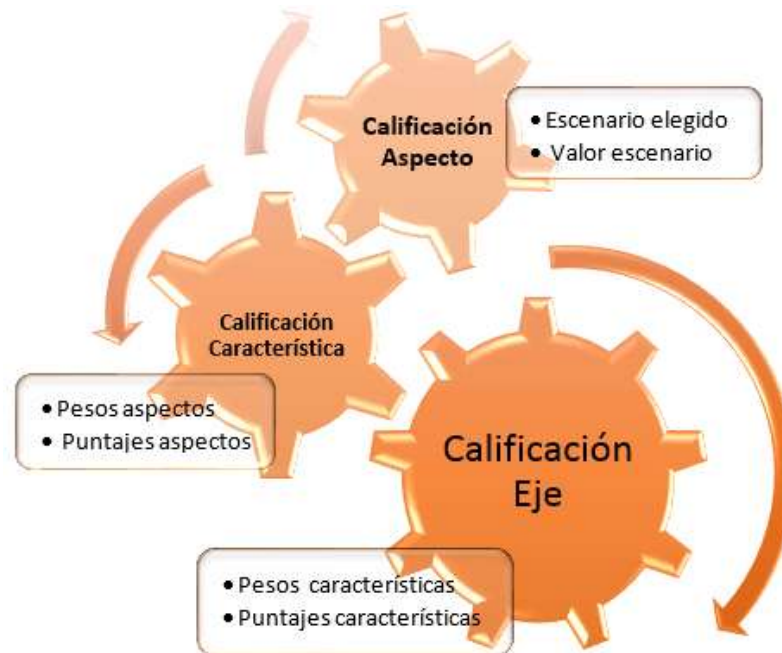 Calificación
Aspecto
• Escenario elegido
• Valor escenario
Calificación
Característica
• Pesos aspectos
• Puntajes aspectos
Calificación
Eje
• Pesos características
• Puntajes características